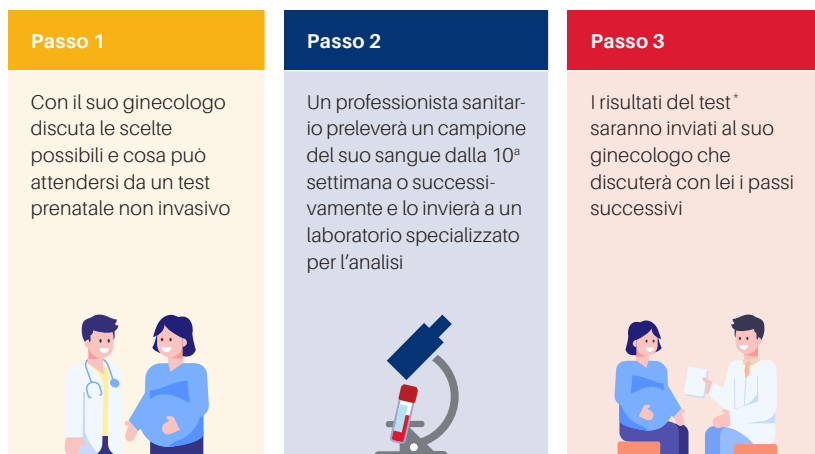 Passo 1
Con il suo ginecologo
discuta le scelte
possibili e cosa può
attendersi da un test
prenatale non invasivo
Passo 2
Un professionista sanitar-
io preleverà un campione
del suo sangue dalla 10ª
settimana o successi-
vamente e lo invierà a un
laboratorio specializzato
per l'analisi
Passo 3
I risultati del test*
saranno inviati al suo
ginecologo che
discuterà con lei i passi
successivi